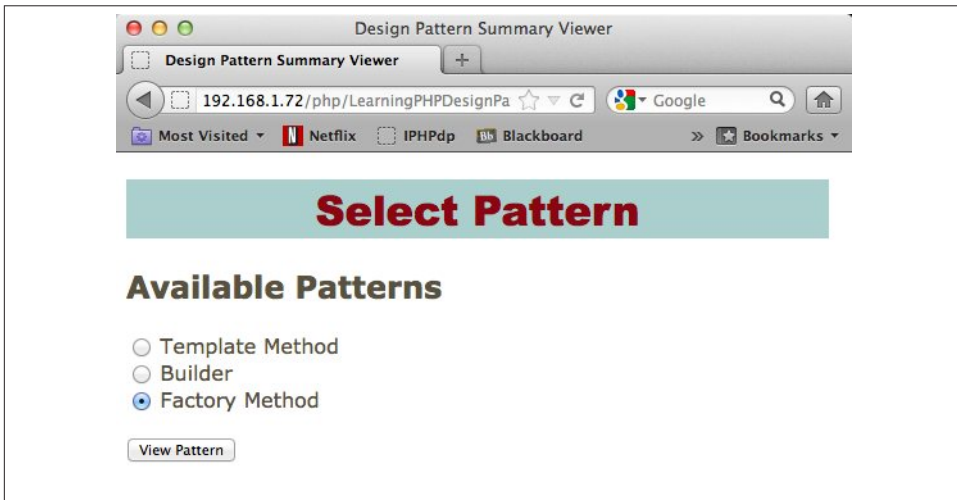 Design Pattern Summary Viewer
Design Pattern Summary Viewer
192.168.1.72/php/LearningPHPDesignPa
Google
Most Visited
Netflix
IPHPdp
Bb Blackboard
» Bookmarks
Select Pattern
Available Patterns
Template Method
Builder
Factory Method
View Pattern